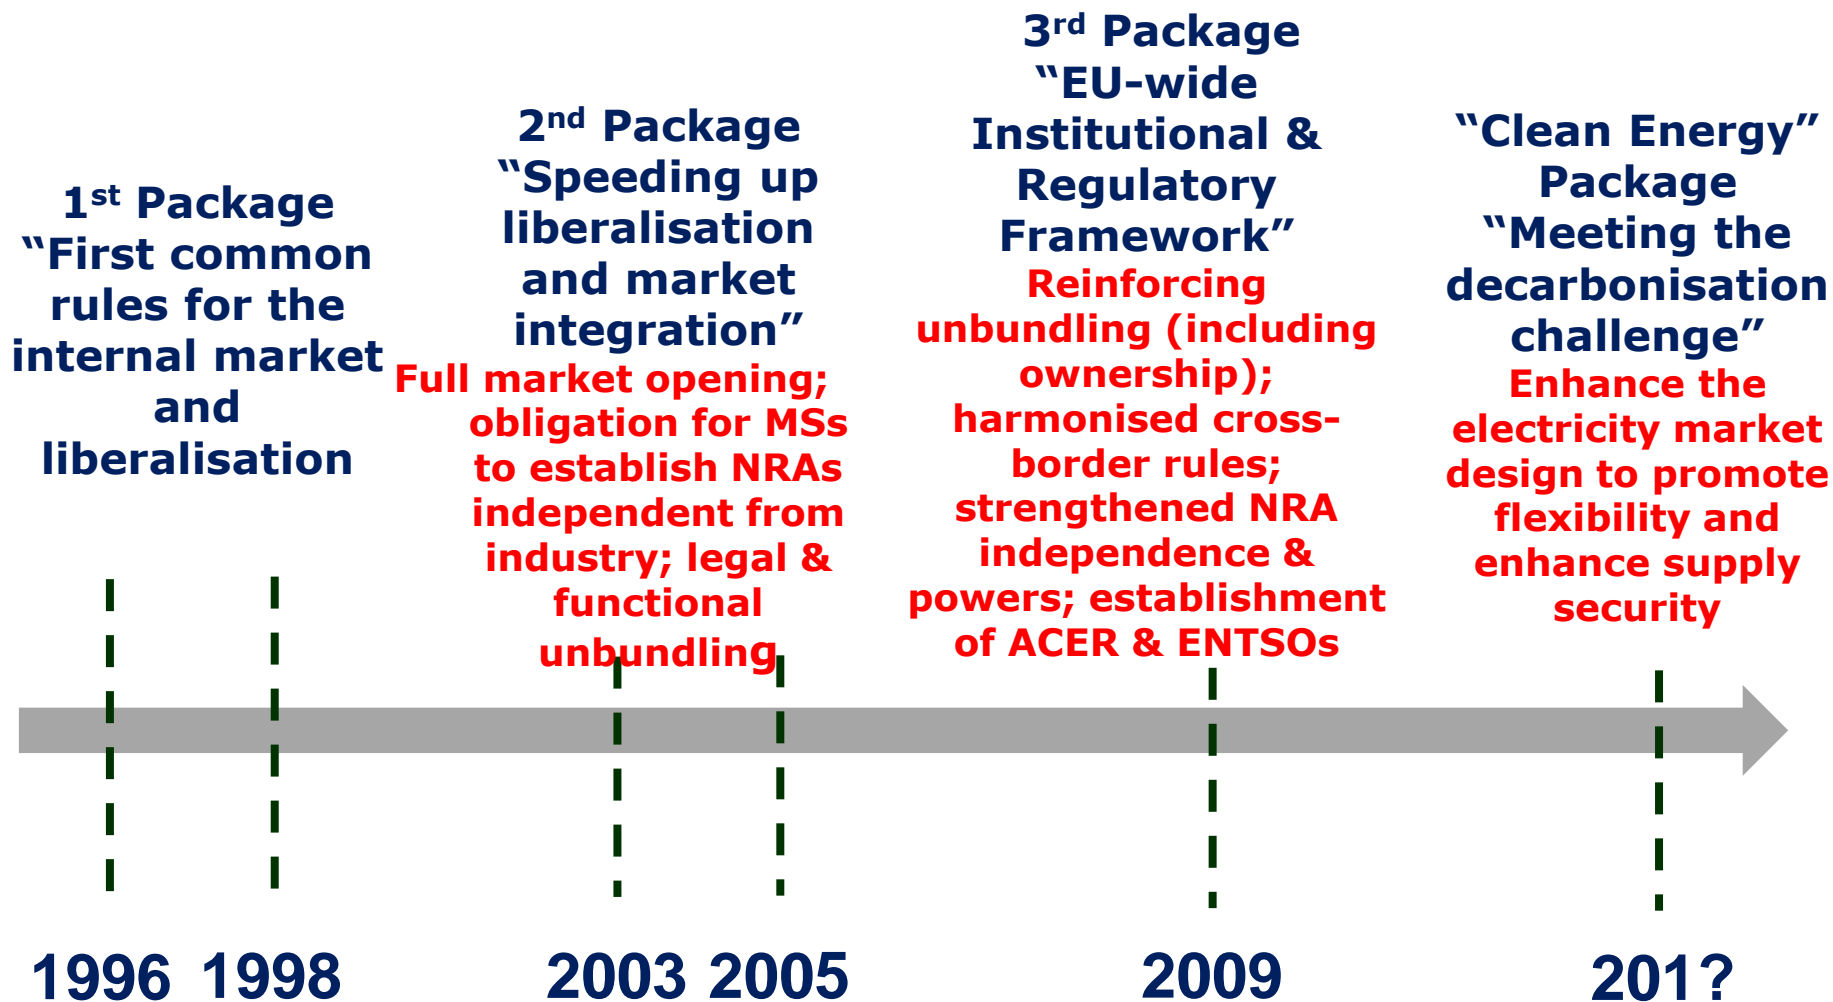 1st Package
“First common
rules for the
internal market
and
liberalisation
2nd Package
“Speeding up
liberalisation
and market
integration”
Full market opening;
obligation for MSs
to establish NRAs
independent from
industry; legal &
functional
unbundling
3rd Package
“EU-wide
Institutional &
Regulatory
Framework”
Reinforcing
unbundling (including
ownership);
harmonised cross-
border rules;
strengthened NRA
independence &
powers; establishment
of ACER & ENTSOs
“Clean Energy”
Package
“Meeting the
decarbonisation
challenge”
Enhance the
electricity market
design to promote
flexibility and
enhance supply
security
1996 1998 2003 2005 2009 201?